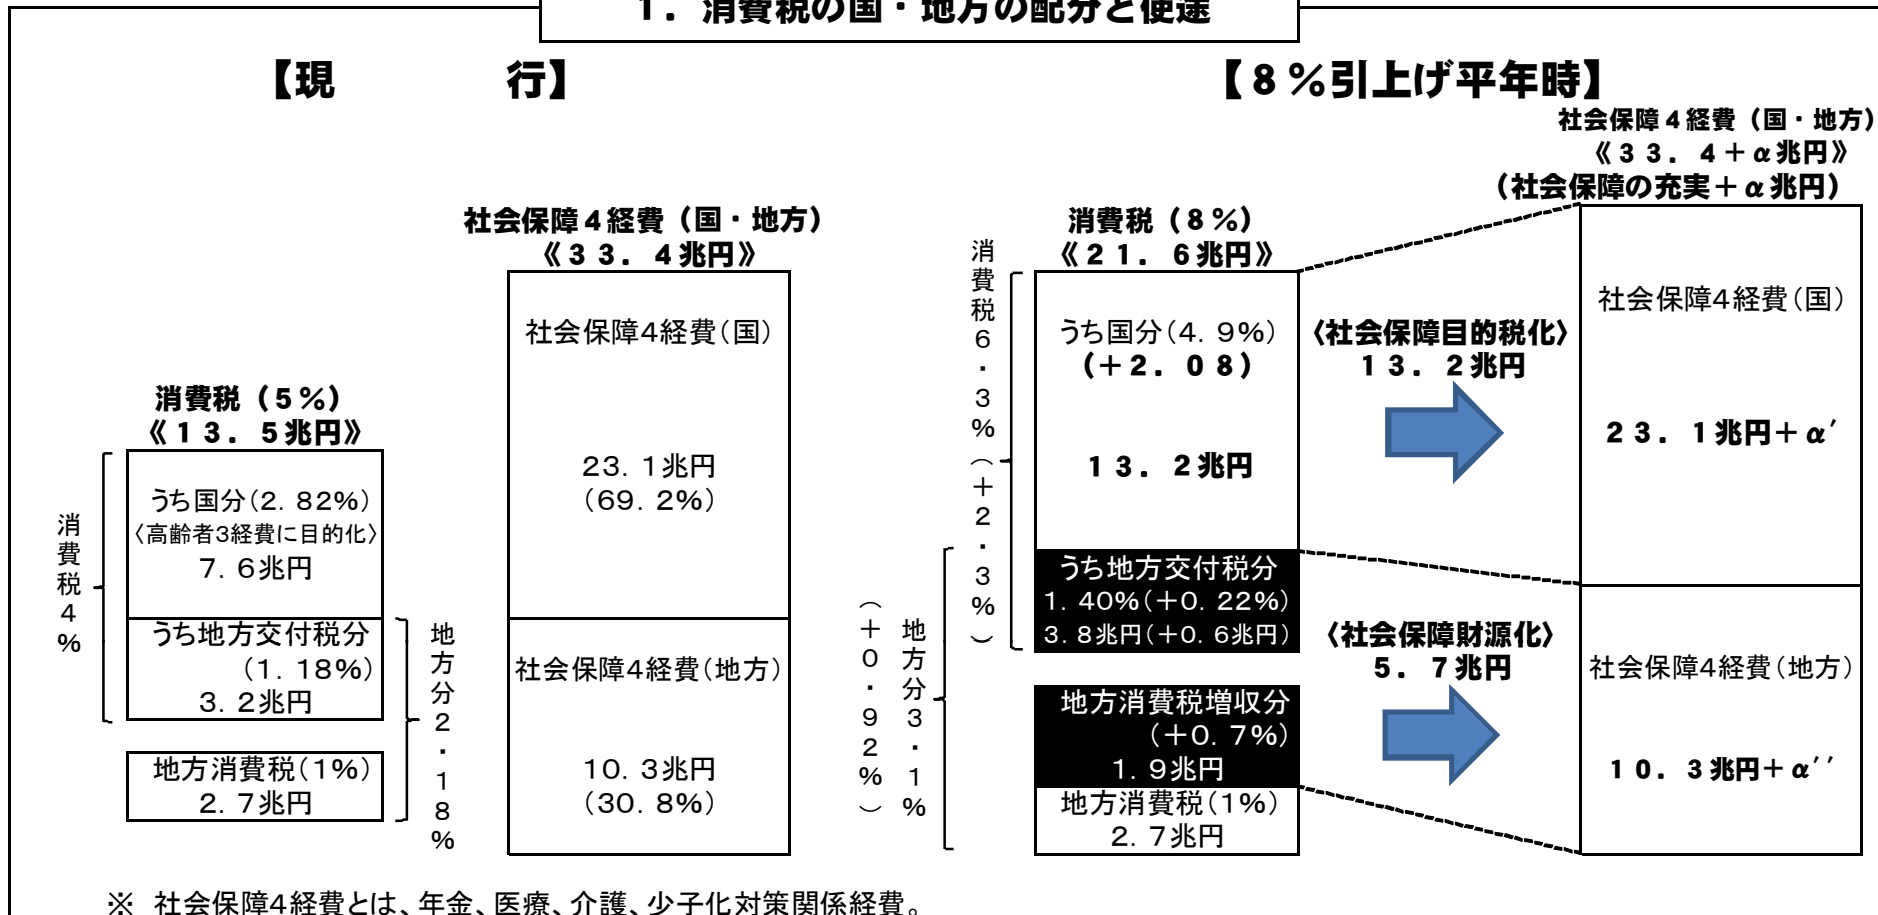 1．消費税の国・地方の配分と使途
【現　　行】
消費税（5％）
《13．5兆円》
消費税4％
うち国分（2．82％）
〈高齢者3経費に目的化〉
7．6兆円
うち地方交付税分
（1．18％）
3．2兆円
地方消費税（1％）
2．7兆円
地方分2・18％
社会保障4経費（国・地方）
《33．4兆円》
社会保障4経費（国）
23．1兆円
（69．2％）
社会保障4経費（地方）
10．3兆円
（30．8％）
【8％引上げ平年時】
消費税（8％）
《21．6兆円》
消費税6・3％（＋2・3％）
うち国分（4．9％）
（＋2．08）
13．2兆円
うち地方交付税分
1．40％（＋0．22％）
3．8兆円（＋0．6兆円）
地方分3・1％
（＋0・92％）
地方消費税増収分
（＋0．7％）
1．9兆円
地方消費税（1％）
2．7兆円
〈社会保障目的税化〉
13．2兆円
〈社会保障財源化〉
5．7兆円
社会保障4経費（国・地方）
《33．4＋α兆円》
（社会保障の充実＋α兆円）
社会保障4経費（国）
23．1兆円＋α′
社会保障4経費（地方）
10．3兆円＋α′′
※　社会保障4経費とは、年金、医療、介護、少子化対策関係経費。